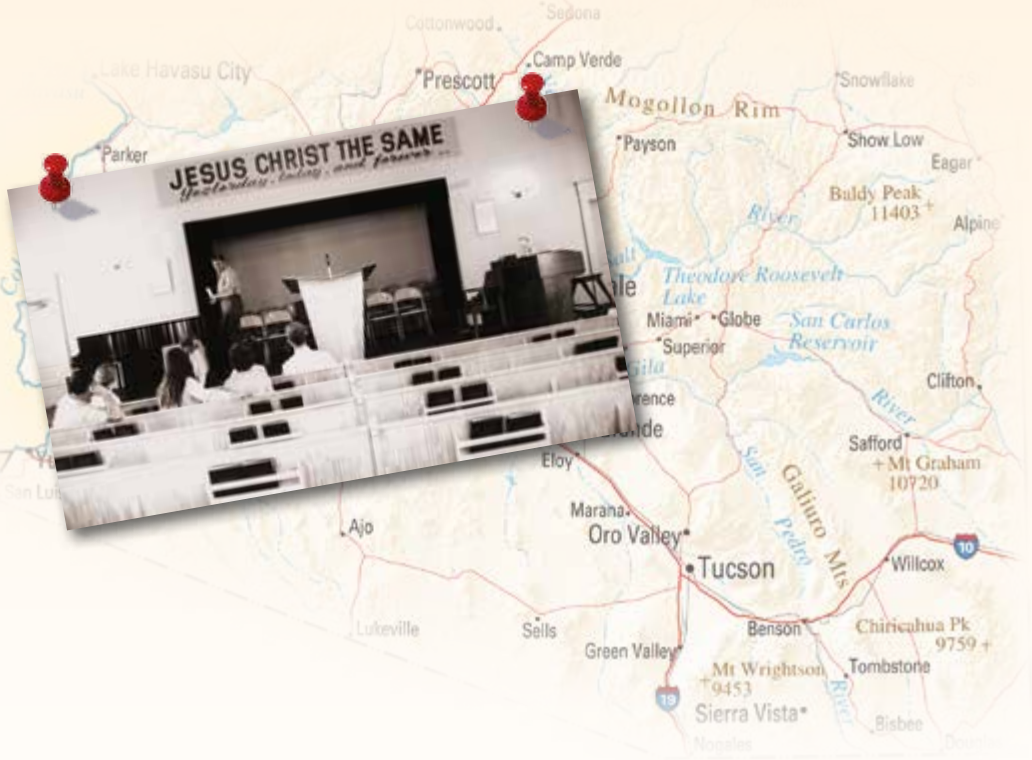 Sedona
Cottonwood
Camp Verde
Lake Havasu City
Prescott
Snowflake
Mogollon Rim
Parker
Payson
Show Low
Eagar
JESUS CHRIST THE SAME
Yesterday, today, and forever..
Baldy Peak
11403
River
Alpine
Theodore Roosevelt
Lake
Miami
Globe
San Carlos
Reservoir
Superior
Gila
Clifton
River
Safford
Mt Graham
10720
Eloy
San
Pedro
River
Galiuro Mts
Marana
Oro Valley
Ajo
Tucson
10
Willcox
Lukeville
Sells
Benson
Chiricahua Pk
9759
Green Valley
Mt Wrightson
9453
Tombstone
19
Sierra Vista
Bisbee
Nogales